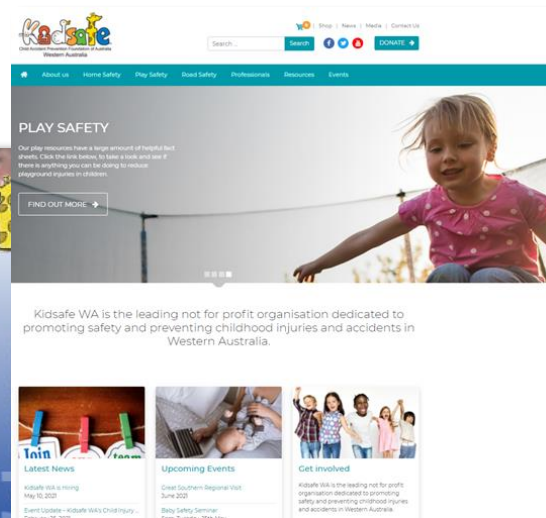 Kidsafe
Child Accident Prevention Foundation of Australia
Western Australia
Shop | News | Media | Contact Us
Search ...
Search
DONATE
About us
Home Safety
Play Safety
Road Safety
Professionals
Resources
Events
PLAY SAFETY
Our play resources have a large amount of helpful fact
sheets. Click the link below, to take a look and see if
there is anything you can be doing to reduce
playground injuries in children.
FIND OUT MORE
Kidsafe WA is the leading not for profit organisation dedicated to
promoting safety and preventing childhood injuries and accidents in
Western Australia.
Join
team
Latest News
Kidsafe WA is Hiring
May 10, 2021
Event Update – Kidsafe WA's Child Injury ...
Upcoming Events
Great Southern Regional Visit
June 2021
Baby Safety Seminar
Get involved
Kidsafe WA is the leading not for profit
organisation dedicated to promoting
safety and preventing childhood injuries
and accidents in Western Australia.